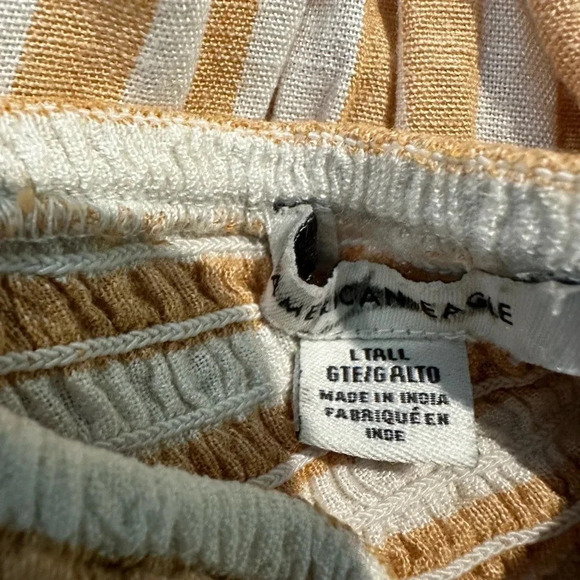 AMERICAN EAGLE
L TALL
GTE/G ALTO
MADE IN INDIA
FABRIQUÉ EN
INDE